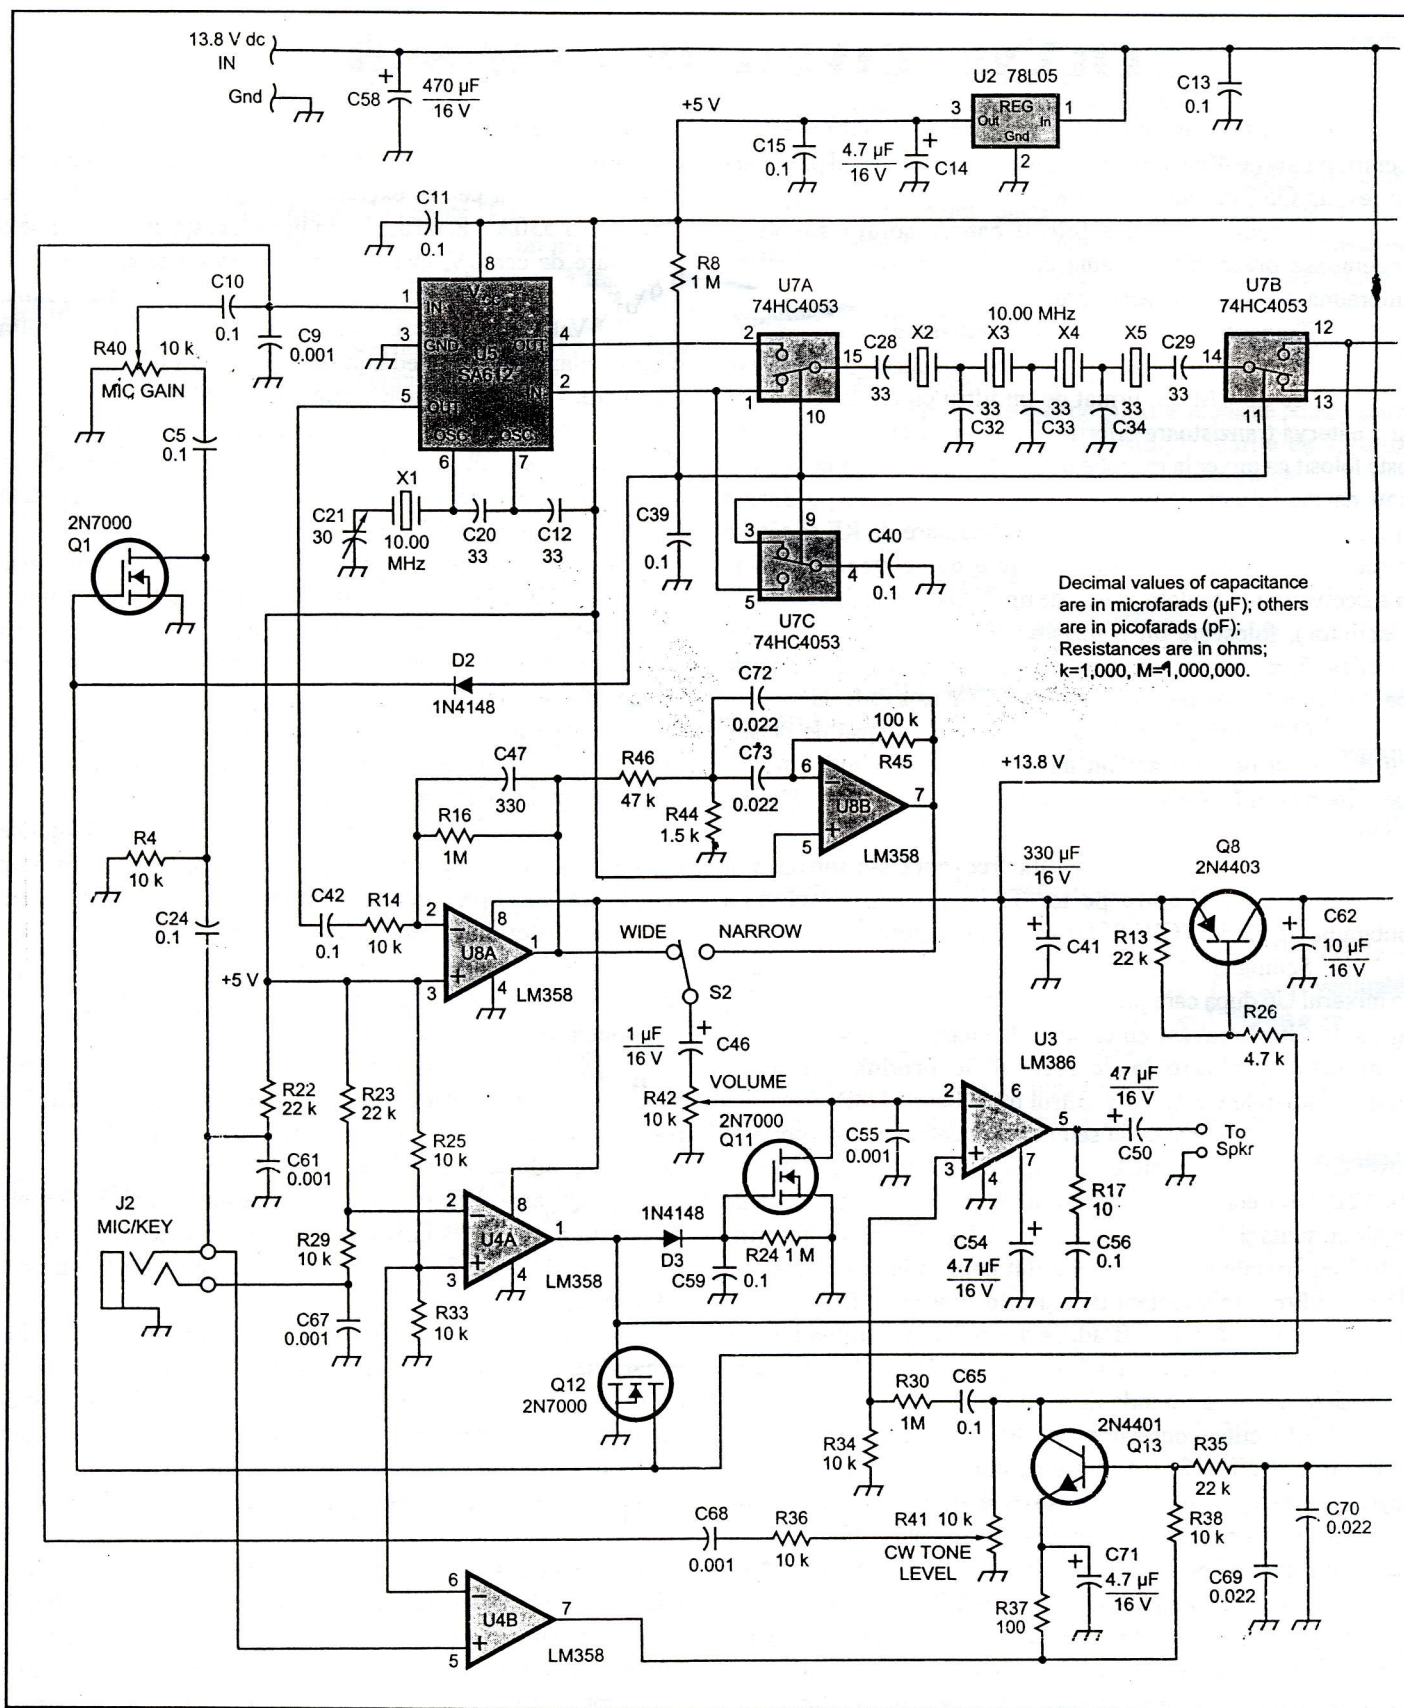 13.8 V dc
IN
Gnd
+
C58
470 µF
16 V
+5 V
U2 78L05
3
REG
Out
In
Gnd
1
2
C13
0.1
C15
0.1
4.7 µF
16 V
+
C14
C11
0.1
8
R8
1 M
C10
0.1
C9
0.001
R40
10 k
MIC GAIN
C5
0.1
1
IN
VCC
3
GND
U5
SA612
OUT
4
IN
2
5
OUT
OSC
OSC
6
7
X1
10.00
MHz
C21
30
C20
33
C12
33
U7A
74HC4053
2
1
15
10
C28
33
X2
10.00 MHz
X3
X4
X5
C29
33
33
C32
33
C33
33
C34
U7B
74HC4053
12
14
11
13
C39
0.1
3
9
5
4
U7C
74HC4053
C40
0.1
Decimal values of capacitance
are in microfarads (µF); others
are in picofarads (pF);
Resistances are in ohms;
k=1,000, M=1,000,000.
2N7000
Q1
D2
1N4148
C72
0.022
C73
0.022
100 k
R45
R46
47 k
R44
1.5 k
6
−
U8B
+
5
7
LM358
C47
330
R16
1M
R4
10 k
C24
0.1
C42
0.1
R14
10 k
2
−
U8A
+
3
8
1
4
LM358
+5 V
WIDE
NARROW
S2
+
1 µF
16 V
C46
R42
10 k
VOLUME
+13.8 V
330 µF
16 V
+
C41
Q8
2N4403
R13
22 k
R26
4.7 k
+
C62
10 µF
16 V
U3
LM386
2
−
+
3
6
5
7
4
47 µF
16 V
+
C50
To
Spkr
R17
10
C56
0.1
+
C54
4.7 µF
16 V
C55
0.001
2N7000
Q11
R22
22 k
R23
22 k
R25
10 k
C61
0.001
J2
MIC/KEY
R29
10 k
C67
0.001
R33
10 k
2
−
U4A
+
3
8
1
4
LM358
1N4148
D3
R24 1 M
C59
0.1
Q12
2N7000
R30
1M
C65
0.1
R34
10 k
2N4401
Q13
R35
22 k
R38
10 k
C70
0.022
C69
0.022
C68
0.001
R36
10 k
R41 10 k
CW TONE
LEVEL
+
C71
4.7 µF
16 V
R37
100
6
−
U4B
+
5
7
LM358